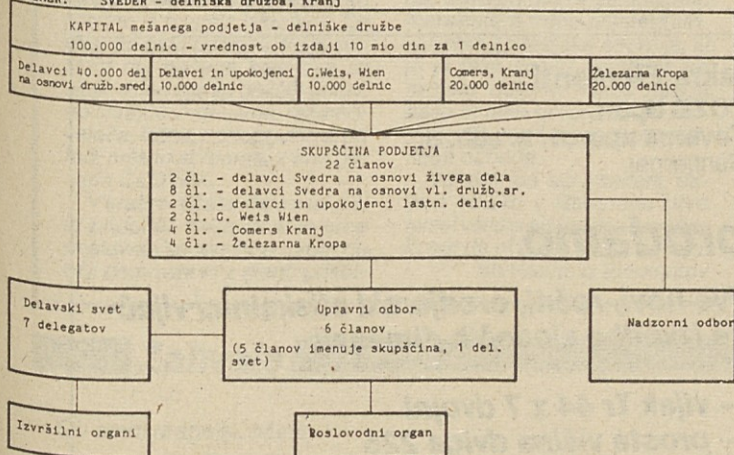 SVEDER - delniška družba, Kranj
KAPITAL mešanega podjetja - delniške družbe
100.000 delnic - vrednost ob izdaji 10 mio din za 1 delnico
Delavci 40.000 del
na osnovi družb.sred.
Delavci in upokojenci
10.000 delnic
G.Weis, Wien
10.000 delnic
Comers, Kranj
20.000 delnic
Železarna Kropa
20.000 delnic
SKUPŠČINA PODJETJA
22 članov
2 čl. - delavci Svedra na osnovi živega dela
8 čl. - delavci Svedra na osnovi vl. družb.sr.
2 čl. - delavci in upokojenci lastn. delnic
2 čl. G. Weis Wien
4 čl. - Comers Kranj
4 čl. - Železarna Kropa
Delavski svet
7 delegatov
Upravni odbor
6 članov
(5 članov imenuje skupščina, 1 del.
svet)
Nadzorni odbor
Izvršilni organi
Poslovodni organ